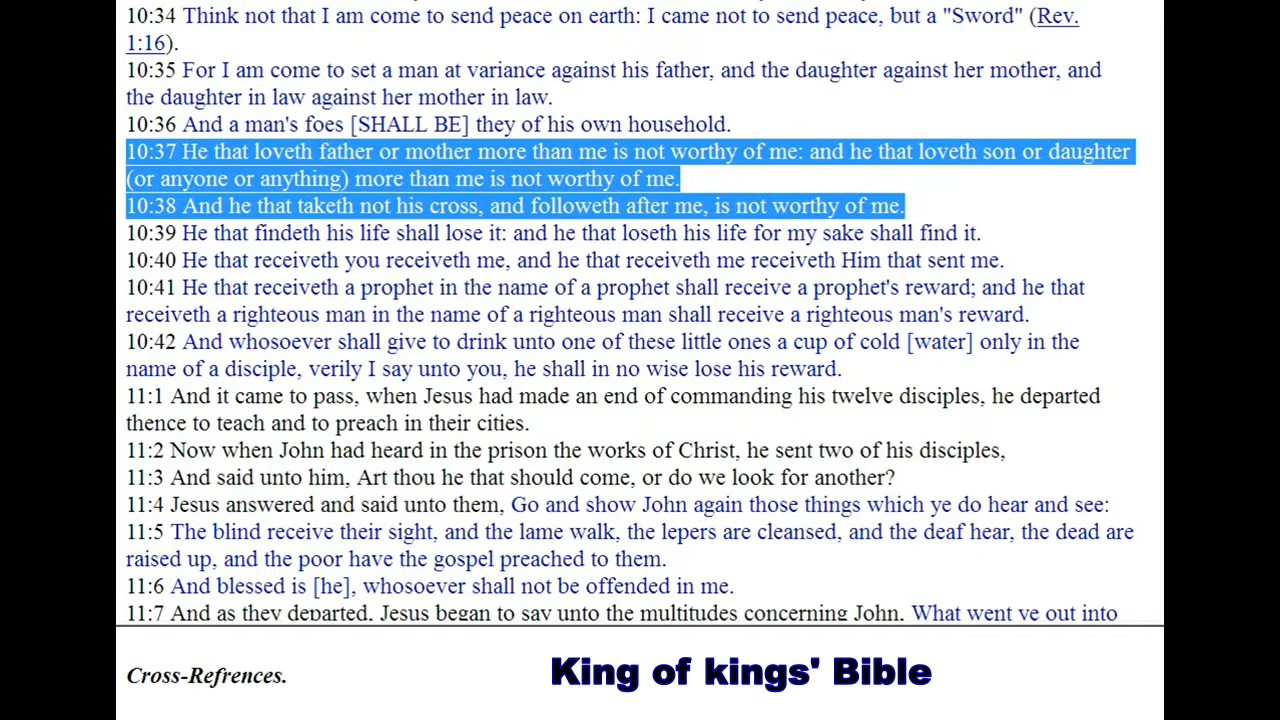 10:34 Think not that I am come to send peace on earth: I came not to send peace, but a "Sword" (Rev.
1:16).
10:35 For I am come to set a man at variance against his father, and the daughter against her mother, and
the daughter in law against her mother in law.
10:36 And a man's foes [SHALL BE] they of his own household.
10:37 He that loveth father or mother more than me is not worthy of me: and he that loveth son or daughter
(or anyone or anything) more than me is not worthy of me.
10:38 And he that taketh not his cross, and followeth after me, is not worthy of me.
10:39 He that findeth his life shall lose it: and he that loseth his life for my sake shall find it.
10:40 He that receiveth you receiveth me, and he that receiveth me receiveth Him that sent me.
10:41 He that receiveth a prophet in the name of a prophet shall receive a prophet's reward; and he that
receiveth a righteous man in the name of a righteous man shall receive a righteous man's reward.
10:42 And whosoever shall give to drink unto one of these little ones a cup of cold [water] only in the
name of a disciple, verily I say unto you, he shall in no wise lose his reward.
11:1 And it came to pass, when Jesus had made an end of commanding his twelve disciples, he departed
thence to teach and to preach in their cities.
11:2 Now when John had heard in the prison the works of Christ, he sent two of his disciples,
11:3 And said unto him, Art thou he that should come, or do we look for another?
11:4 Jesus answered and said unto them, Go and show John again those things which ye do hear and see:
11:5 The blind receive their sight, and the lame walk, the lepers are cleansed, and the deaf hear, the dead are
raised up, and the poor have the gospel preached to them.
11:6 And blessed is [he], whosoever shall not be offended in me.
11:7 And as they departed, Jesus began to say unto the multitudes concerning John, What went ye out into
Cross-Refrences.
King of kings' Bible